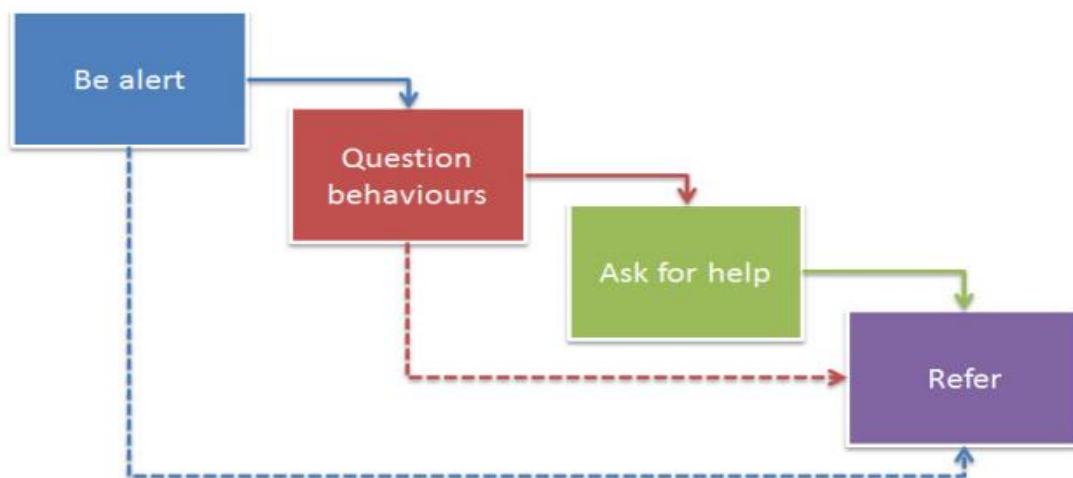 Be alert
Question
behaviours
Ask for help
Refer